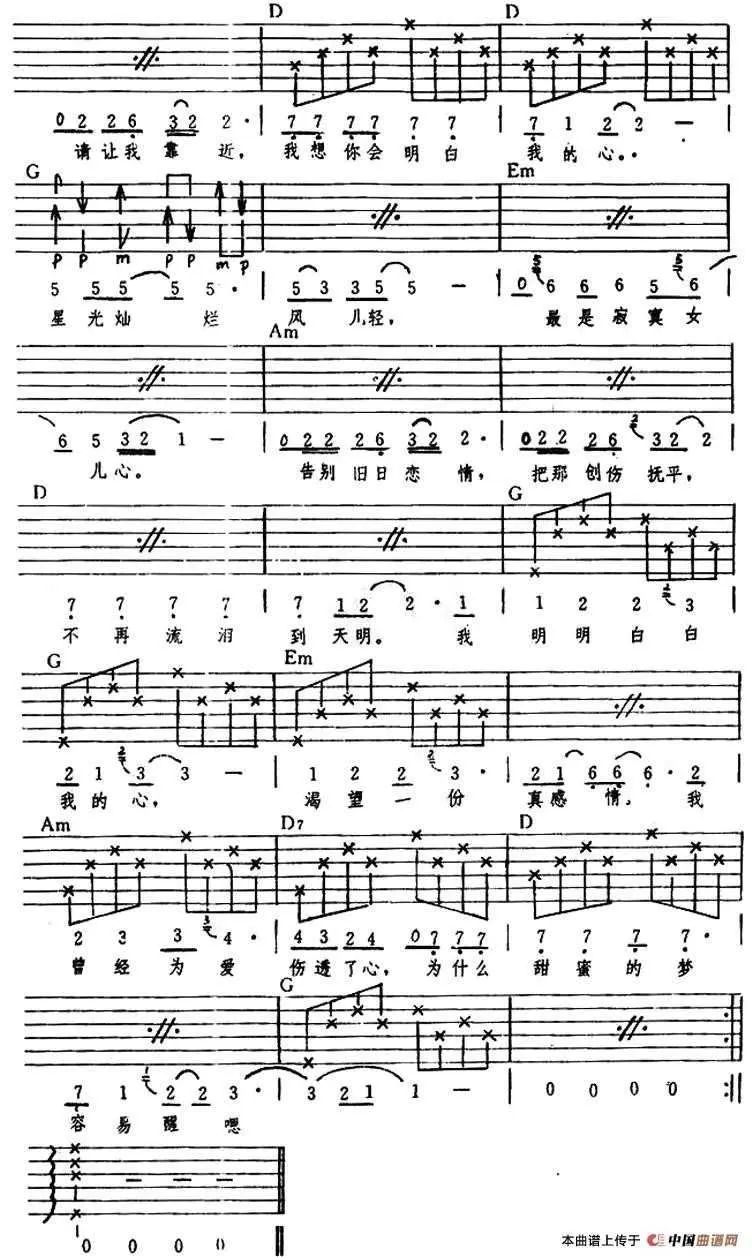 D D
0 2 2 6 3 2 2 · | 7 7 7 7 7 7 | 7 1 2 2 —
请让我 靠 近, 我想你会明白 我的心。
G Em
p p m p p m p
5 5 5 5 5 · | 5 3 3 5 5 — | 0 6 6 6 5 6
星光灿 烂 风 儿轻, 最是寂寞女
Am
6 5 3 2 1 — | 0 2 2 2 6 3 2 2 · | 0 2 2 2 6 3 2 2
儿心。 告别旧日恋情, 把那创伤抚平,
D G
7 7 7 7 | 7 1 2 2 · 1 | 1 2 2 3
不再流泪 到天明。 我 明明白白
G Em
2 1 3 3 — | 1 2 2 3 · | 2 1 6 6 6 · 2
我的心, 渴望一份 真感情。 我
Am D7 D
2 3 3 4 · | 4 3 2 4 0 7 7 7 | 7 7 7 7 ·
曾经为爱 伤透了心, 为什么 甜蜜的梦
G
7 1 2 2 3 · | 3 2 1 1 — | 0 0 0 0
容易醒 嗯
0 0 0 0
本曲谱上传于 中国曲谱网